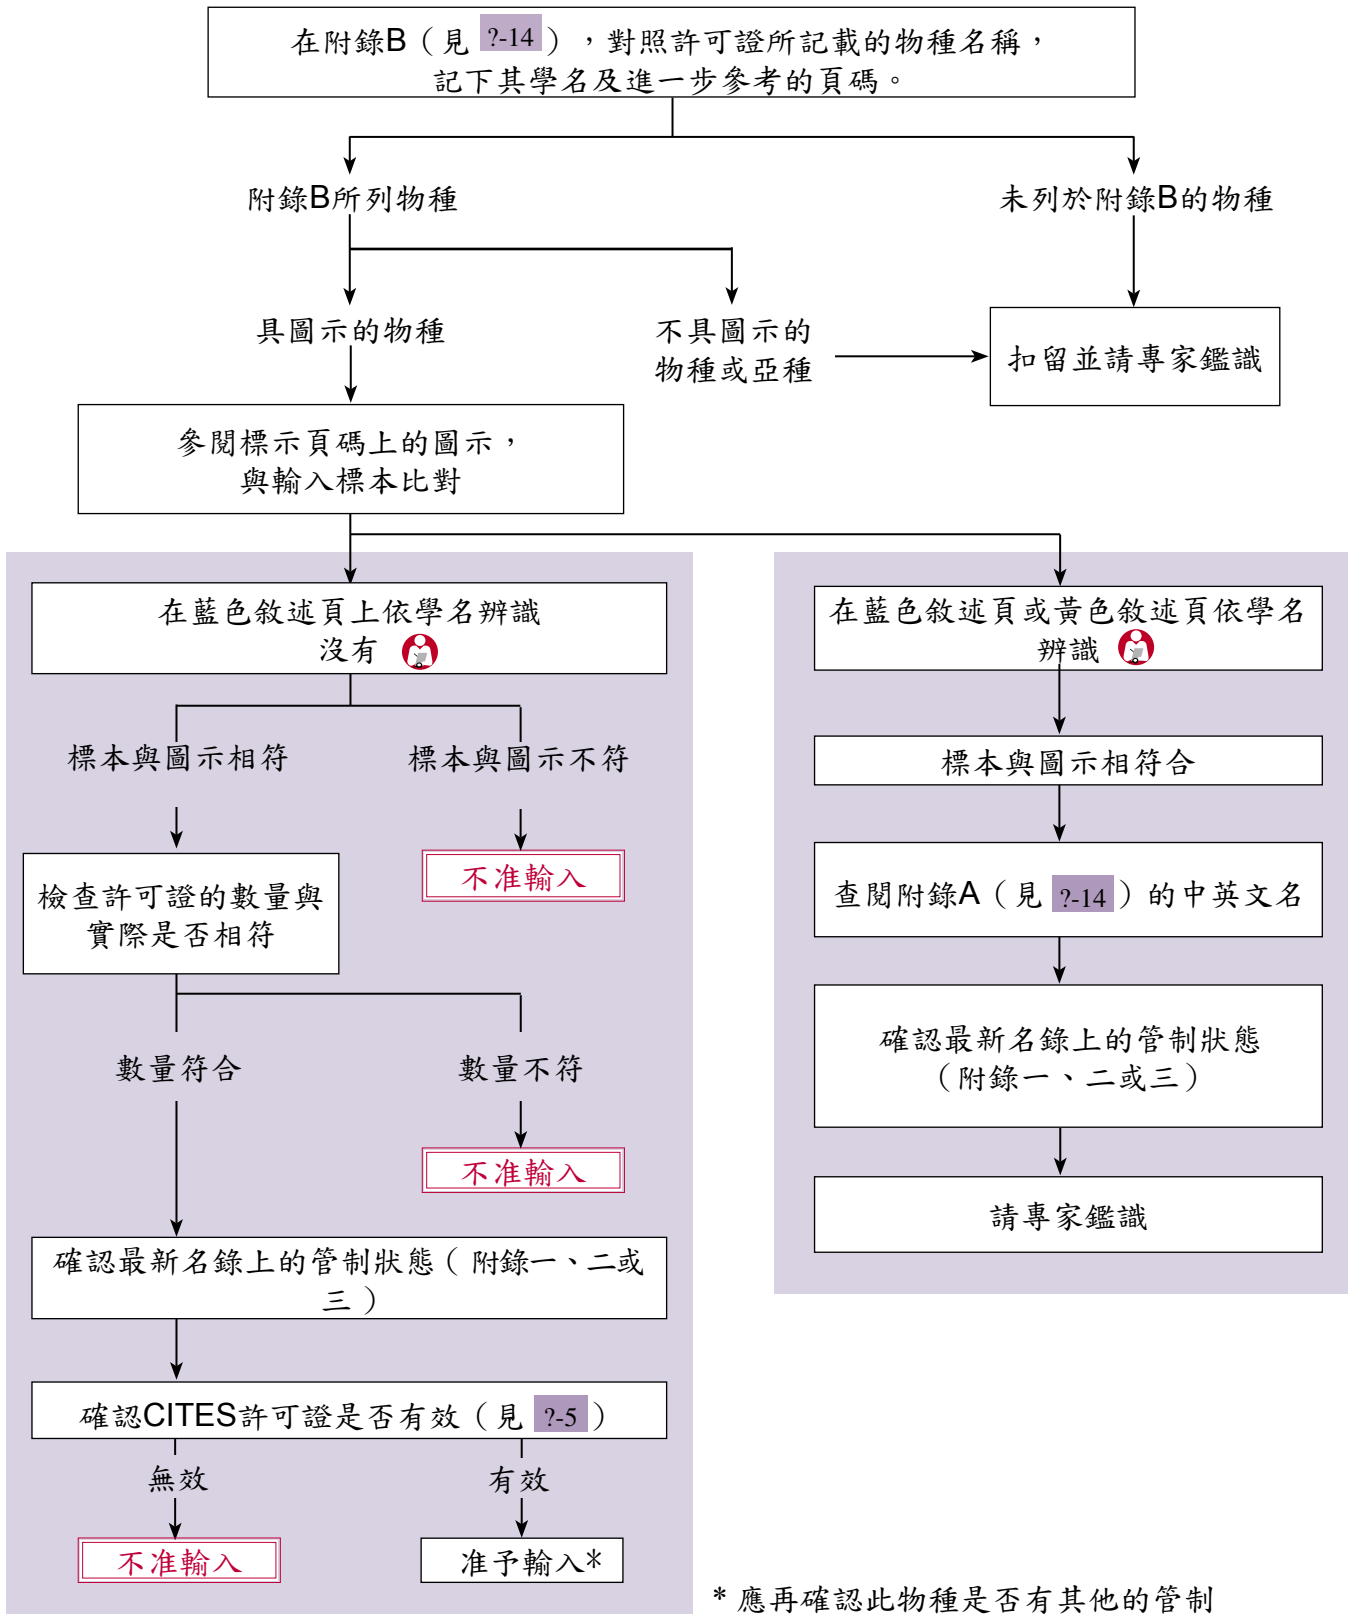 在附錄B（見 ?-14 ），對照許可證所記載的物種名稱，
記下其學名及進一步參考的頁碼。
附錄B所列物種
未列於附錄B的物種
具圖示的物種
不具圖示的
物種或亞種
扣留並請專家鑑識
參閱標示頁碼上的圖示，
與輸入標本比對
在藍色敘述頁上依學名辨識
沒有
在藍色敘述頁或黃色敘述頁依學名
辨識
標本與圖示相符
標本與圖示不符
標本與圖示相符合
不准輸入
檢查許可證的數量與
實際是否相符
查閱附錄A（見 ?-14 ）的中英文名
數量符合
數量不符
確認最新名錄上的管制狀態
（附錄一、二或三）
不准輸入
請專家鑑識
確認最新名錄上的管制狀態（ 附錄一、二或
三 ）
確認CITES許可證是否有效（見 ?-5 ）
無效
有效
不准輸入
准予輸入*
* 應再確認此物種是否有其他的管制